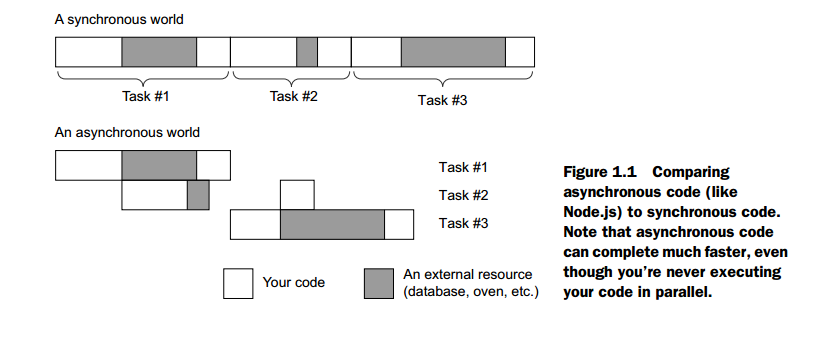 A synchronous world
Task #1
Task #2
Task #3
An asynchronous world
Task #1
Task #2
Task #3
Your code
An external resource
(database, oven, etc.)
Figure 1.1 Comparing
asynchronous code (like
Node.js) to synchronous code.
Note that asynchronous code
can complete much faster, even
though you're never executing
your code in parallel.